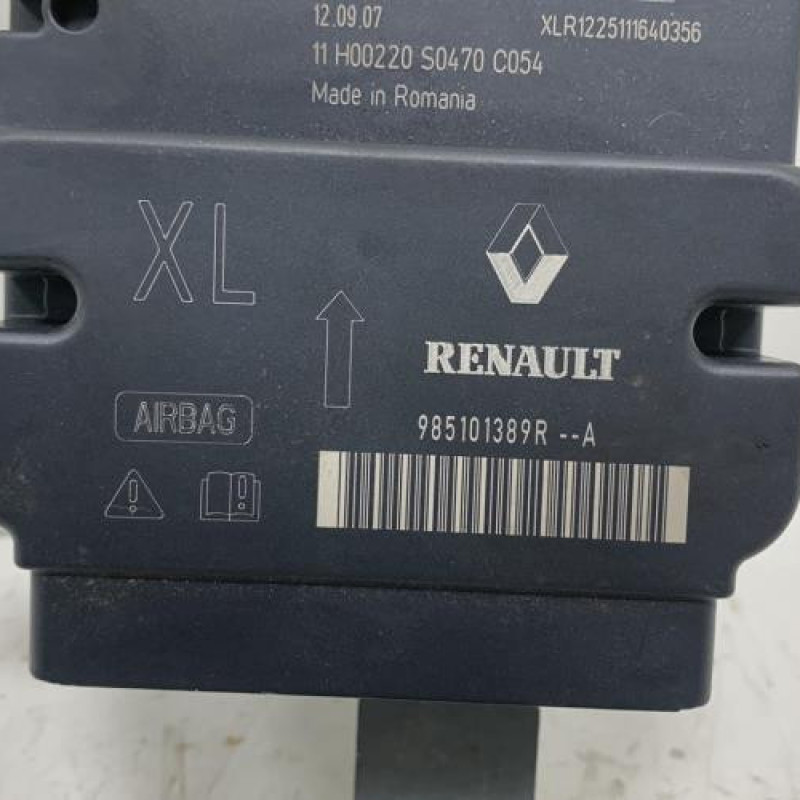 12.09.07
XLR1225111640356
11 H00220 S0470 C054
Made in Romania
XL
RENAULT
AIRBAG
985101389R --A